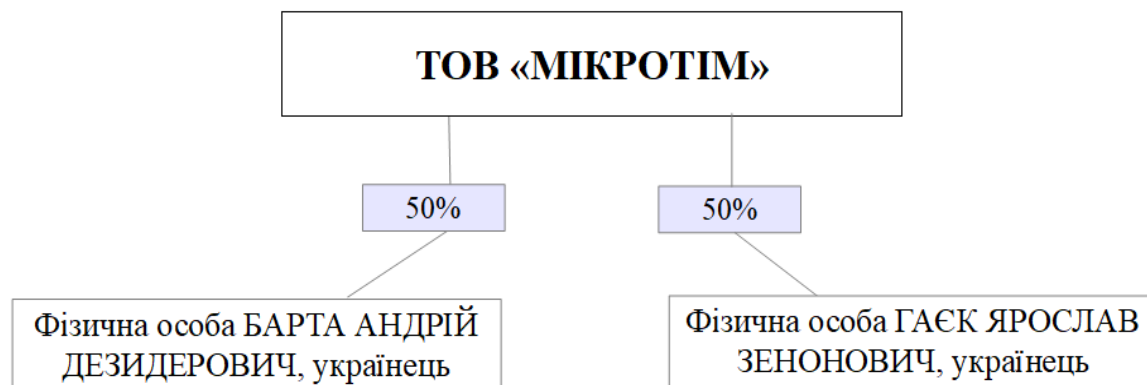 ТОВ «МІКРОТІМ»
50%
50%
Фізична особа БАРТА АНДРІЙ
ДЕЗИДЕРОВИЧ, українець
Фізична особа ГАЄК ЯРОСЛАВ
ЗЕНОНОВИЧ, українець